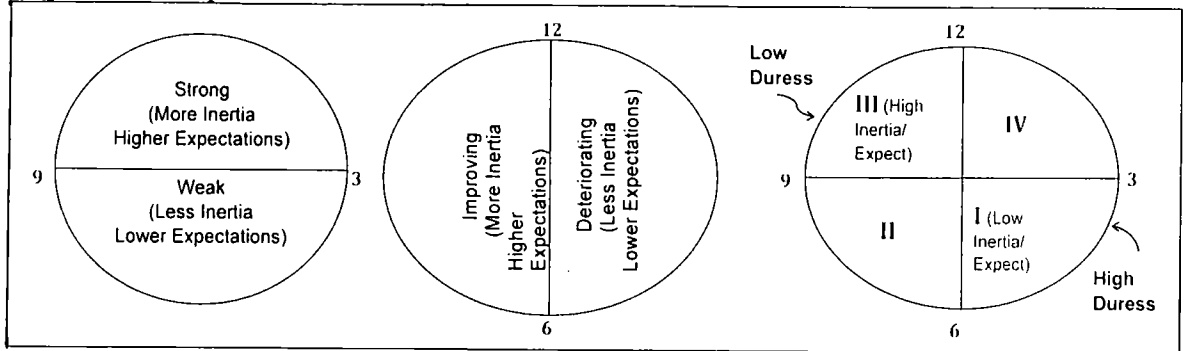 Strong
(More Inertia
Higher Expectations)
9
3
Weak
(Less Inertia
Lower Expectations)
12
Improving
(More Inertia
Higher
Expectations)
Deteriorating
(Less Inertia
Lower Expectations)
6
12
Low
Duress
III (High
Inertia/
Expect)
IV
9
3
II
I (Low
Inertia/
Expect)
High
Duress
6